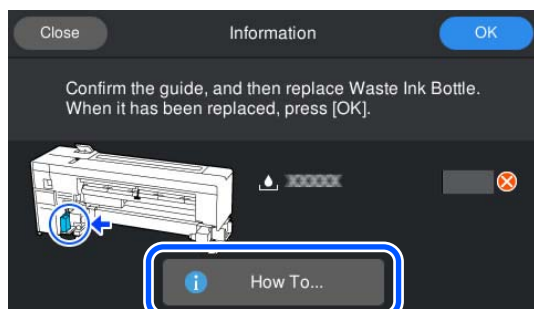 Close
Information
OK
Confirm the guide, and then replace Waste Ink Bottle.
When it has been replaced, press [OK].
XXXXX
How To...